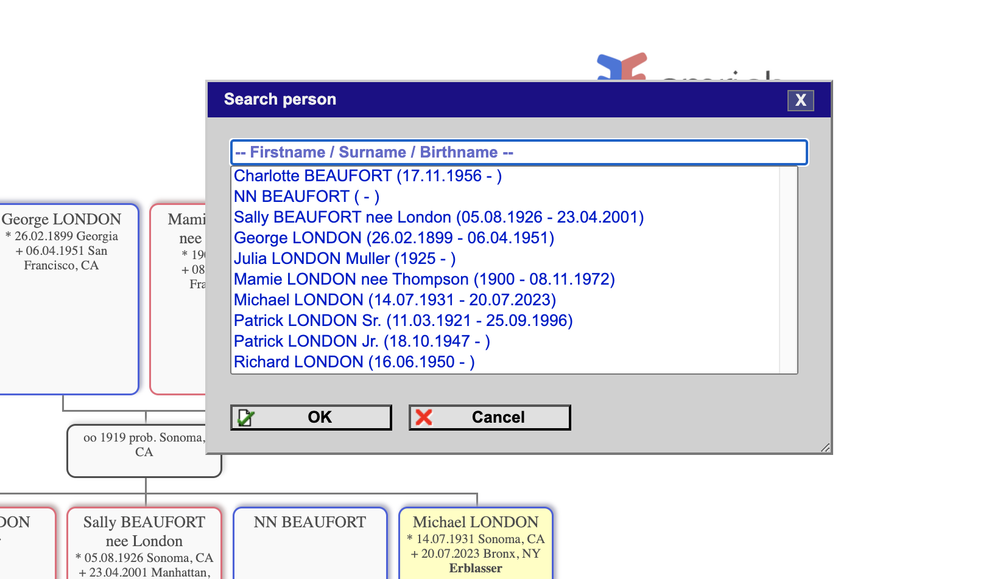 Search person
X
-- Firstname / Surname / Birthname --
Charlotte BEAUFORT (17.11.1956 - )
NN BEAUFORT ( - )
Sally BEAUFORT nee London (05.08.1926 - 23.04.2001)
George LONDON (26.02.1899 - 06.04.1951)
Julia LONDON Muller (1925 - )
Mamie LONDON nee Thompson (1900 - 08.11.1972)
Michael LONDON (14.07.1931 - 20.07.2023)
Patrick LONDON Sr. (11.03.1921 - 25.09.1996)
Patrick LONDON Jr. (18.10.1947 - )
Richard LONDON (16.06.1950 - )
OK
Cancel
George LONDON
* 26.02.1899 Georgia
+ 06.04.1951 San
Francisco, CA
Mami
nee
* 19
+ 08
Fra
oo 1919 prob. Sonoma,
CA
DON
Sally BEAUFORT
nee London
* 05.08.1926 Sonoma, CA
+ 23.04.2001 Manhattan,
NN BEAUFORT
Michael LONDON
* 14.07.1931 Sonoma, CA
+ 20.07.2023 Bronx, NY
Erblasser